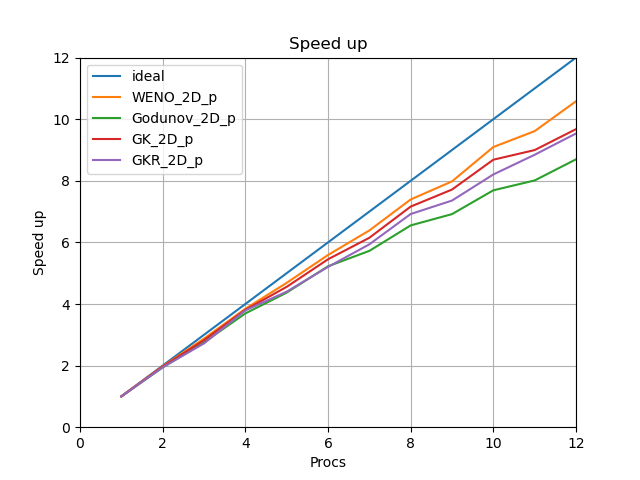 Speed up
12
10
8
6
4
2
0
Speed up
ideal
WENO_2D_p
Godunov_2D_p
GK_2D_p
GKR_2D_p
0 2 4 6 8 10 12
Procs